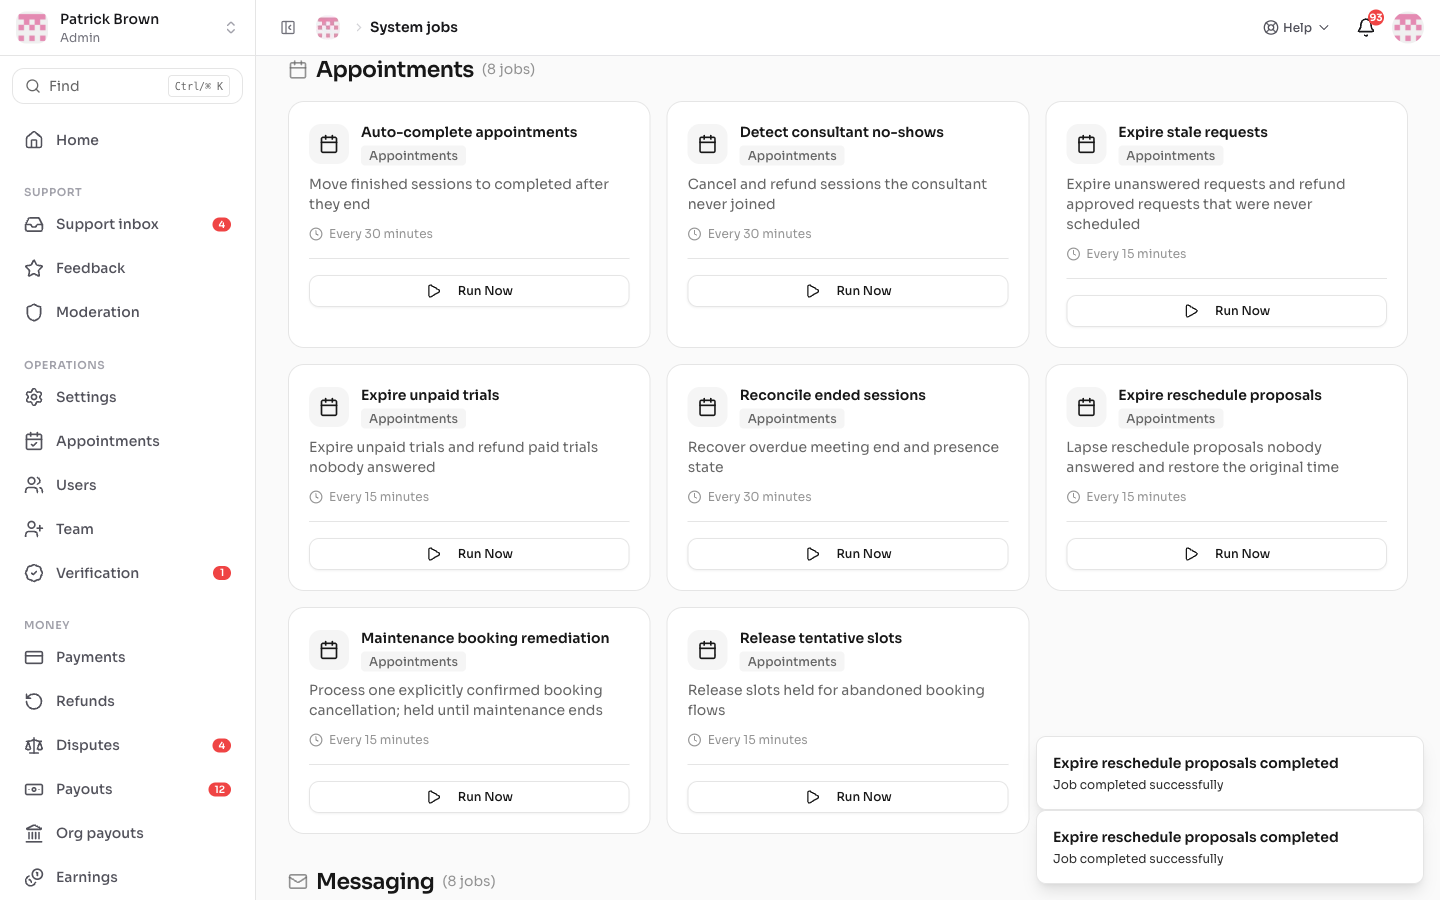 Patrick Brown
Admin
Find
Ctrl/⌘ K
Home
SUPPORT
Support inbox
4
Feedback
Moderation
OPERATIONS
Settings
Appointments
Users
Team
Verification
1
MONEY
Payments
Refunds
Disputes
4
Payouts
12
Org payouts
Earnings
System jobs
Help
93
Appointments (8 jobs)
Auto-complete appointments
Appointments
Move finished sessions to completed after
they end
Every 30 minutes
Run Now
Detect consultant no-shows
Appointments
Cancel and refund sessions the consultant
never joined
Every 30 minutes
Run Now
Expire stale requests
Appointments
Expire unanswered requests and refund
approved requests that were never
scheduled
Every 15 minutes
Run Now
Expire unpaid trials
Appointments
Expire unpaid trials and refund paid trials
nobody answered
Every 15 minutes
Run Now
Reconcile ended sessions
Appointments
Recover overdue meeting end and presence
state
Every 30 minutes
Run Now
Expire reschedule proposals
Appointments
Lapse reschedule proposals nobody
answered and restore the original time
Every 15 minutes
Run Now
Maintenance booking remediation
Appointments
Process one explicitly confirmed booking
cancellation; held until maintenance ends
Every 15 minutes
Run Now
Release tentative slots
Appointments
Release slots held for abandoned booking
flows
Every 15 minutes
Run Now
Expire reschedule proposals completed
Job completed successfully
Expire reschedule proposals completed
Job completed successfully
Messaging (8 jobs)